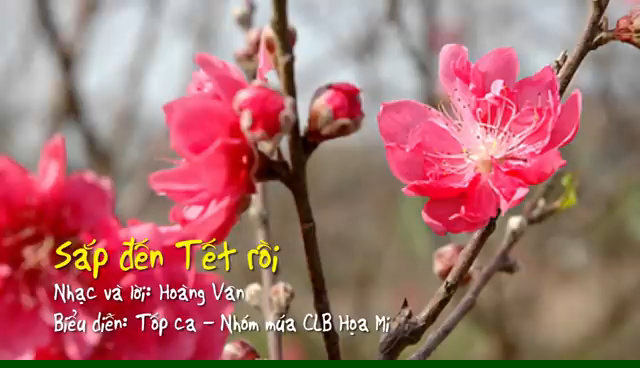 Sắp đến Tết rồi
Nhạc và lời: Hoàng Vân
Biểu diễn: Tốp ca - Nhóm múa CLB Họa Mi